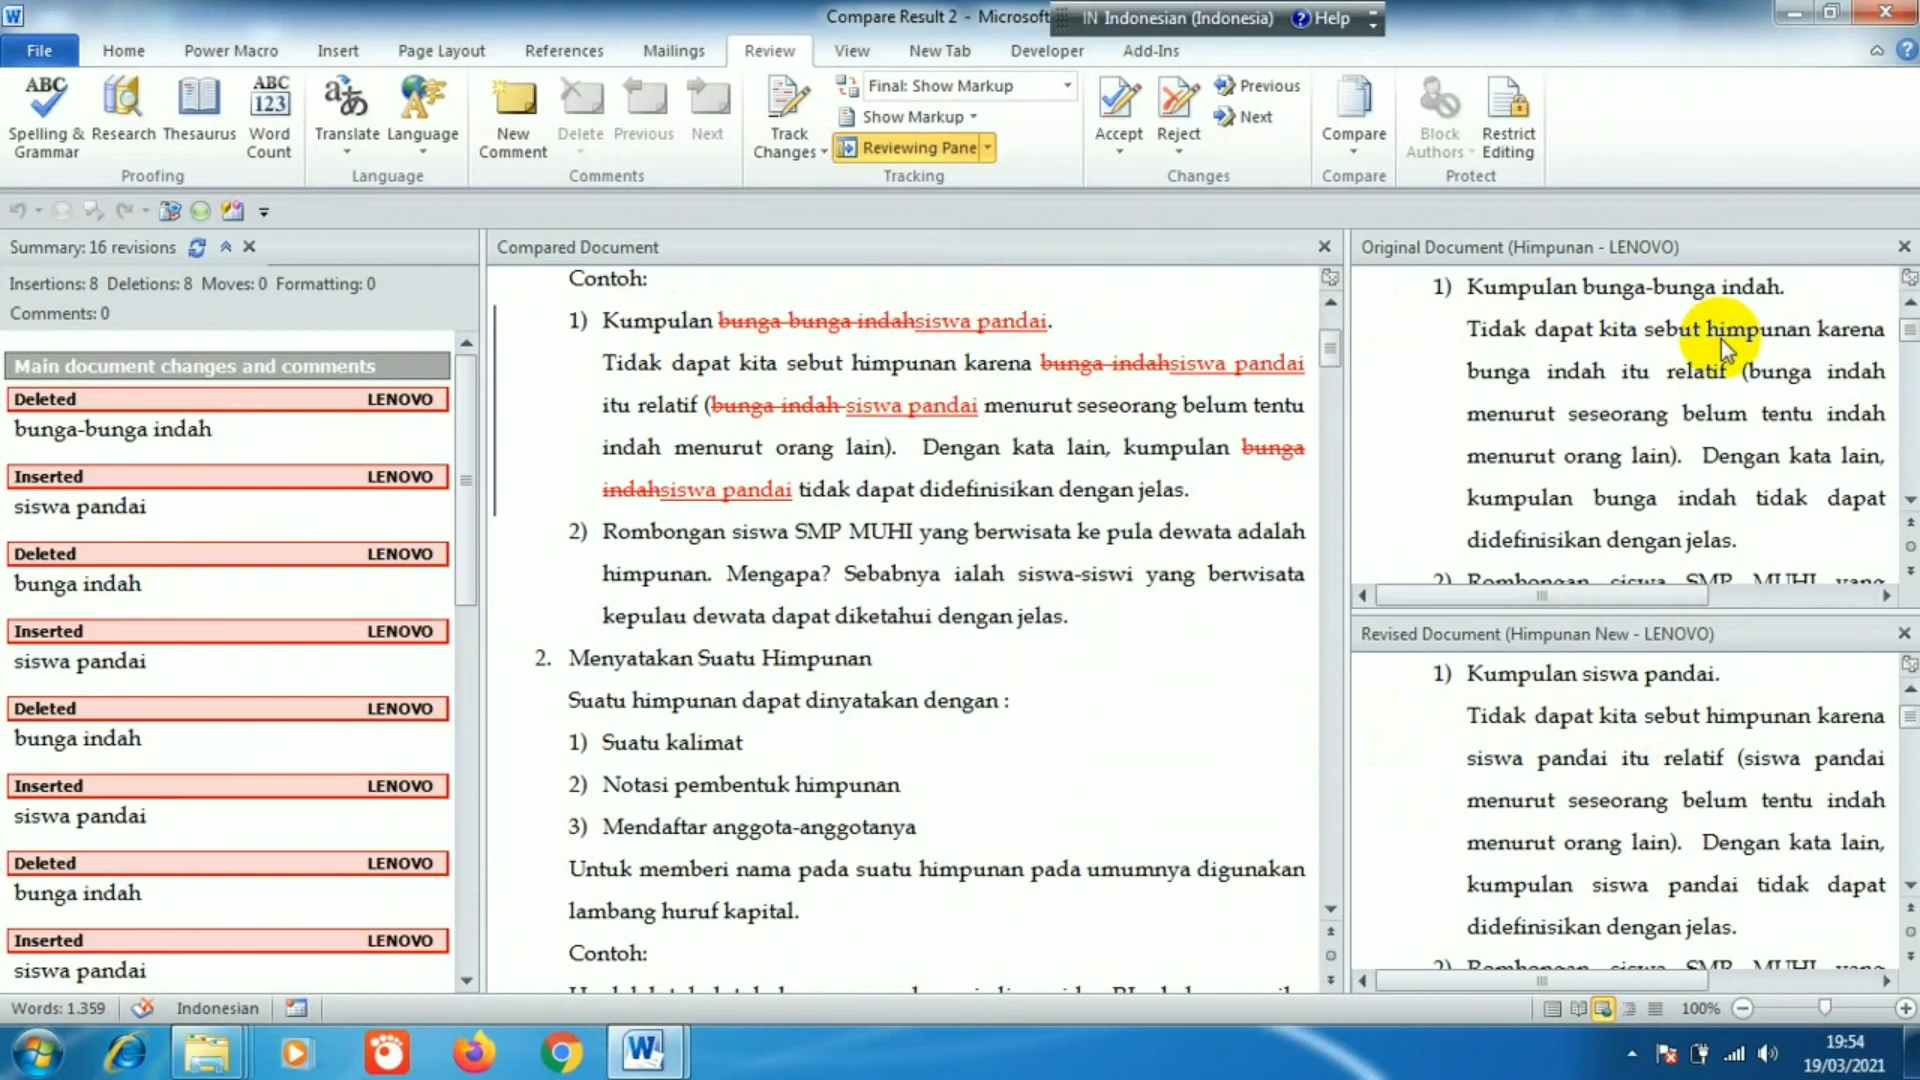 Compare Result 2 - Microsoft
IN Indonesian (Indonesia) Help
File Home Power Macro Insert Page Layout References Mailings Review View New Tab Developer Add-Ins
ABC
Spelling & Grammar
Research
Thesaurus
ABC 123
Word Count
Proofing
Translate
Language
Language
New Comment
Delete
Previous
Next
Comments
Track Changes
Final: Show Markup
Show Markup
Reviewing Pane
Tracking
Accept
Reject
Previous
Next
Changes
Compare
Compare
Block Authors
Restrict Editing
Protect
Summary: 16 revisions
Insertions: 8 Deletions: 8 Moves: 0 Formatting: 0
Comments: 0
Main document changes and comments
Deleted LENOVO
bunga-bunga indah
Inserted LENOVO
siswa pandai
Deleted LENOVO
bunga indah
Inserted LENOVO
siswa pandai
Deleted LENOVO
bunga indah
Inserted LENOVO
siswa pandai
Deleted LENOVO
bunga indah
Inserted LENOVO
siswa pandai
Compared Document
Contoh:
1) Kumpulan bunga-bunga indahsiswa pandai.
Tidak dapat kita sebut himpunan karena bunga indahsiswa pandai
itu relatif (bunga indah siswa pandai menurut seseorang belum tentu
indah menurut orang lain). Dengan kata lain, kumpulan bunga
indahsiswa pandai tidak dapat didefinisikan dengan jelas.
2) Rombongan siswa SMP MUHI yang berwisata ke pula dewata adalah
himpunan. Mengapa? Sebabnya ialah siswa-siswi yang berwisata
kepulau dewata dapat diketahui dengan jelas.
2. Menyatakan Suatu Himpunan
Suatu himpunan dapat dinyatakan dengan :
1) Suatu kalimat
2) Notasi pembentuk himpunan
3) Mendaftar anggota-anggotanya
Untuk memberi nama pada suatu himpunan pada umumnya digunakan
lambang huruf kapital.
Contoh:
Original Document (Himpunan - LENOVO)
1) Kumpulan bunga-bunga indah.
Tidak dapat kita sebut himpunan karena
bunga indah itu relatif (bunga indah
menurut seseorang belum tentu indah
menurut orang lain). Dengan kata lain,
kumpulan bunga indah tidak dapat
didefinisikan dengan jelas.
2) Rombongan siswa SMP MUHI yang
Revised Document (Himpunan New - LENOVO)
1) Kumpulan siswa pandai.
Tidak dapat kita sebut himpunan karena
siswa pandai itu relatif (siswa pandai
menurut seseorang belum tentu indah
menurut orang lain). Dengan kata lain,
kumpulan siswa pandai tidak dapat
didefinisikan dengan jelas.
2) Rombongan siswa SMP MUHI yang
Words: 1.359 Indonesian 100%
19:54
19/03/2021